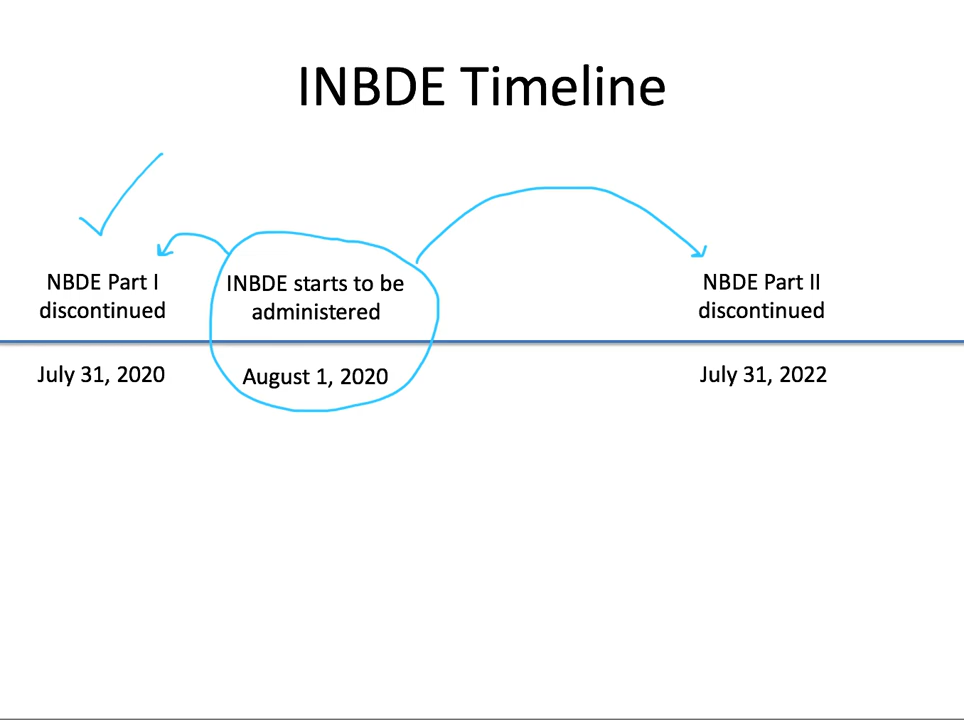 INBDE Timeline
NBDE Part I
discontinued
July 31, 2020
INBDE starts to be
administered
August 1, 2020
NBDE Part II
discontinued
July 31, 2022